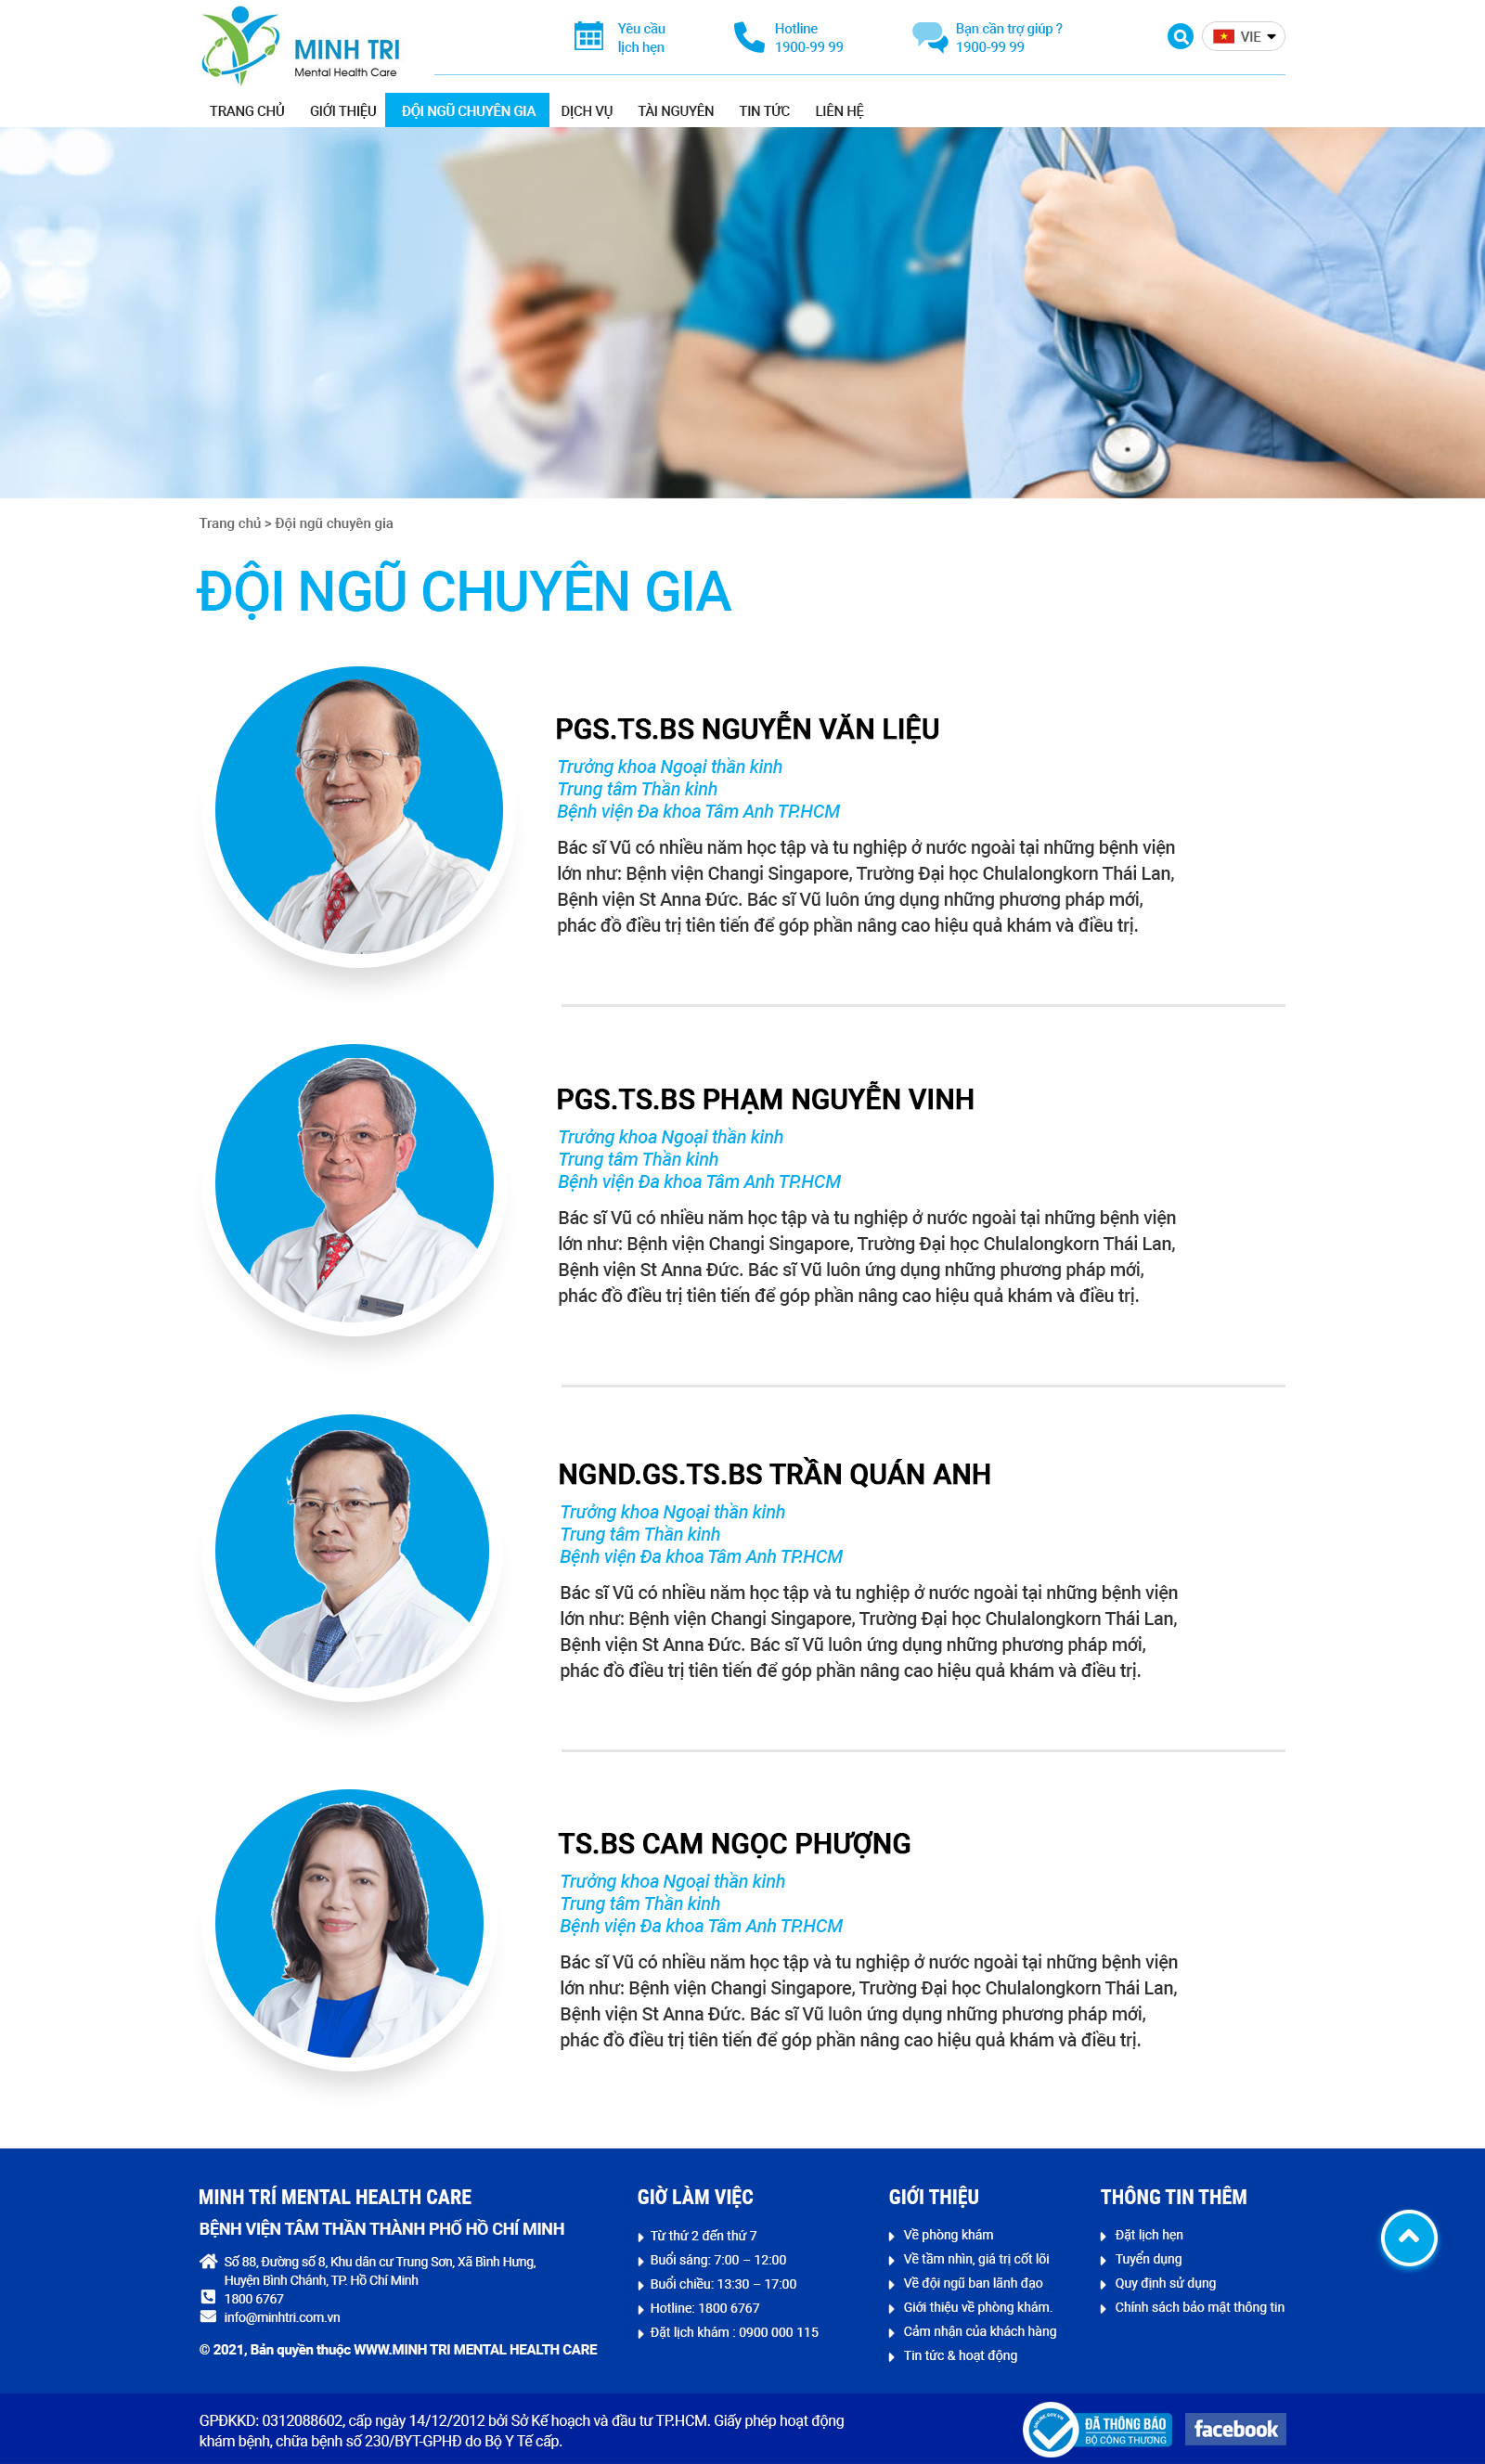 MINH TRI
Mental Health Care
Yêu cầu
lịch hẹn
Hotline
1900-99 99
Bạn cần trợ giúp ?
1900-99 99
VIE
TRANG CHỦ GIỚI THIỆU ĐỘI NGŨ CHUYÊN GIA DỊCH VỤ TÀI NGUYÊN TIN TỨC LIÊN HỆ
Trang chủ > Đội ngũ chuyên gia
ĐỘI NGŨ CHUYÊN GIA
PGS.TS.BS NGUYỄN VĂN LIỆU
Trưởng khoa Ngoại thần kinh
Trung tâm Thần kinh
Bệnh viện Đa khoa Tâm Anh TP.HCM
Bác sĩ Vũ có nhiều năm học tập và tu nghiệp ở nước ngoài tại những bệnh viện
lớn như: Bệnh viện Changi Singapore, Trường Đại học Chulalongkorn Thái Lan,
Bệnh viện St Anna Đức. Bác sĩ Vũ luôn ứng dụng những phương pháp mới,
phác đồ điều trị tiên tiến để góp phần nâng cao hiệu quả khám và điều trị.
PGS.TS.BS PHẠM NGUYỄN VINH
Trưởng khoa Ngoại thần kinh
Trung tâm Thần kinh
Bệnh viện Đa khoa Tâm Anh TP.HCM
Bác sĩ Vũ có nhiều năm học tập và tu nghiệp ở nước ngoài tại những bệnh viện
lớn như: Bệnh viện Changi Singapore, Trường Đại học Chulalongkorn Thái Lan,
Bệnh viện St Anna Đức. Bác sĩ Vũ luôn ứng dụng những phương pháp mới,
phác đồ điều trị tiên tiến để góp phần nâng cao hiệu quả khám và điều trị.
NGND.GS.TS.BS TRẦN QUÁN ANH
Trưởng khoa Ngoại thần kinh
Trung tâm Thần kinh
Bệnh viện Đa khoa Tâm Anh TP.HCM
Bác sĩ Vũ có nhiều năm học tập và tu nghiệp ở nước ngoài tại những bệnh viện
lớn như: Bệnh viện Changi Singapore, Trường Đại học Chulalongkorn Thái Lan,
Bệnh viện St Anna Đức. Bác sĩ Vũ luôn ứng dụng những phương pháp mới,
phác đồ điều trị tiên tiến để góp phần nâng cao hiệu quả khám và điều trị.
TS.BS CAM NGỌC PHƯỢNG
Trưởng khoa Ngoại thần kinh
Trung tâm Thần kinh
Bệnh viện Đa khoa Tâm Anh TP.HCM
Bác sĩ Vũ có nhiều năm học tập và tu nghiệp ở nước ngoài tại những bệnh viện
lớn như: Bệnh viện Changi Singapore, Trường Đại học Chulalongkorn Thái Lan,
Bệnh viện St Anna Đức. Bác sĩ Vũ luôn ứng dụng những phương pháp mới,
phác đồ điều trị tiên tiến để góp phần nâng cao hiệu quả khám và điều trị.
MINH TRÍ MENTAL HEALTH CARE
BỆNH VIỆN TÂM THẦN THÀNH PHỐ HỒ CHÍ MINH
Số 88, Đường số 8, Khu dân cư Trung Sơn, Xã Bình Hưng,
Huyện Bình Chánh, TP. Hồ Chí Minh
1800 6767
info@minhtri.com.vn
© 2021, Bản quyền thuộc WWW.MINH TRI MENTAL HEALTH CARE
GIỜ LÀM VIỆC
Từ thứ 2 đến thứ 7
Buổi sáng: 7:00 – 12:00
Buổi chiều: 13:30 – 17:00
Hotline: 1800 6767
Đặt lịch khám : 0900 000 115
GIỚI THIỆU
Về phòng khám
Về tầm nhìn, giá trị cốt lõi
Về đội ngũ ban lãnh đạo
Giới thiệu về phòng khám.
Cảm nhận của khách hàng
Tin tức & hoạt động
THÔNG TIN THÊM
Đặt lịch hẹn
Tuyển dụng
Quy định sử dụng
Chính sách bảo mật thông tin
GPĐKKD: 0312088602, cấp ngày 14/12/2012 bởi Sở Kế hoạch và đầu tư TP.HCM. Giấy phép hoạt động
khám bệnh, chữa bệnh số 230/BYT-GPHĐ do Bộ Y Tế cấp.
ONLINE.GOV.VN
ĐÃ THÔNG BÁO
BỘ CÔNG THƯƠNG
facebook